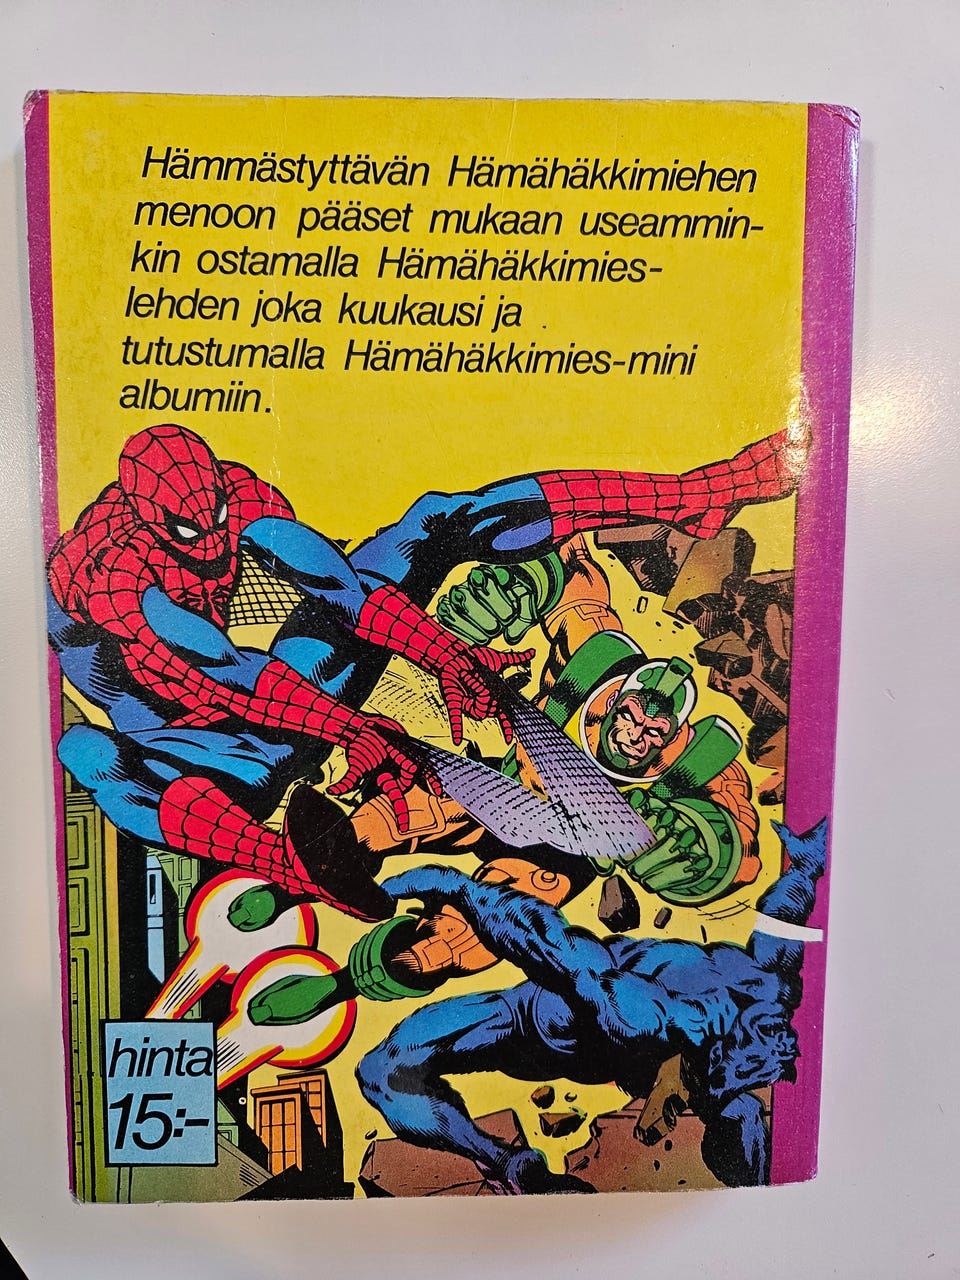 Hämmästyttävän Hämähäkkimiehen
menoon pääset mukaan useammin-
kin ostamalla Hämähäkkimies-
lehden joka kuukausi ja
tutustumalla Hämähäkkimies-mini
albumiin.
hinta
15:-